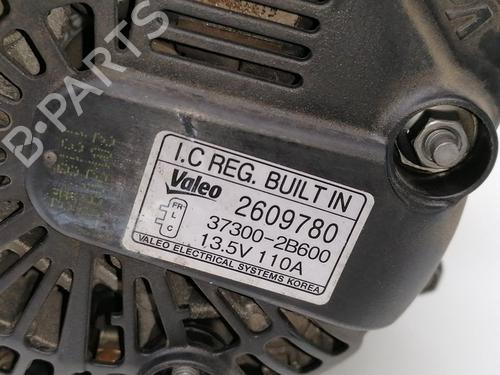 B-PARTS
I.C REG. BUILT IN
Valeo 2609780
FR
L
C
37300-2B600
13.5V 110A
VALEO ELECTRICAL SYSTEMS KOREA